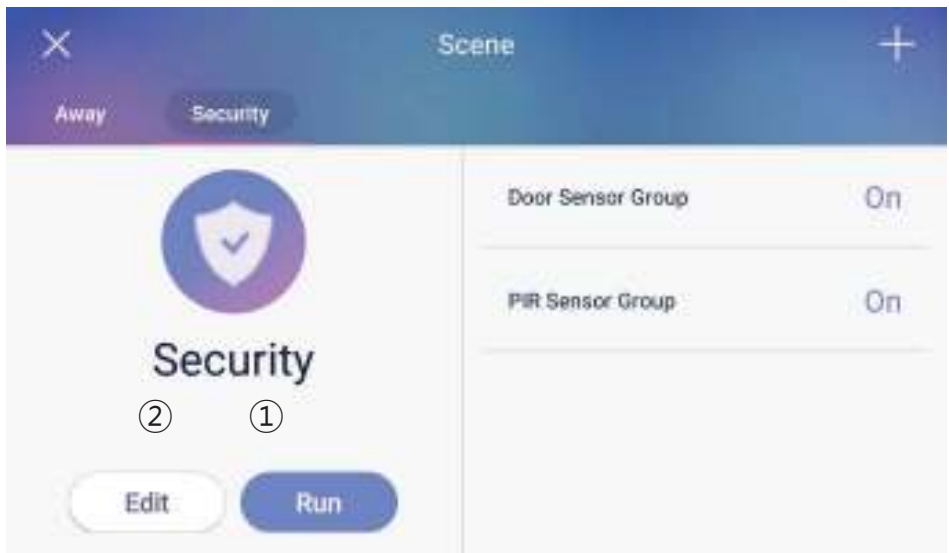 Scene
Away Security
Door Sensor Group On
PIR Sensor Group On
Security
② ①
Edit Run